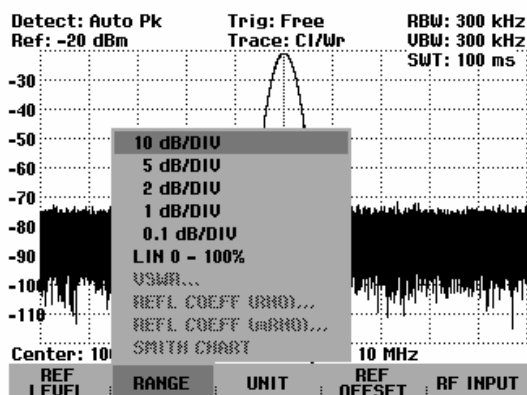 Detect: Auto Pk Trig: Free RBW: 300 kHz
Ref: -20 dBm Trace: Cl/Wr VBW: 300 kHz
SWT: 100 ms
-30
-40
-50
-60
-70
-80
-90
-100
-110
10 dB/DIV
5 dB/DIV
2 dB/DIV
1 dB/DIV
0.1 dB/DIV
LIN 0 - 100%
VSWR...
REFL COEFF (RHO)...
REFL COEFF (mRHO)...
SMITH CHART
Center: 10 10 MHz
REF LEVEL
RANGE
UNIT
REF OFFSET
RF INPUT